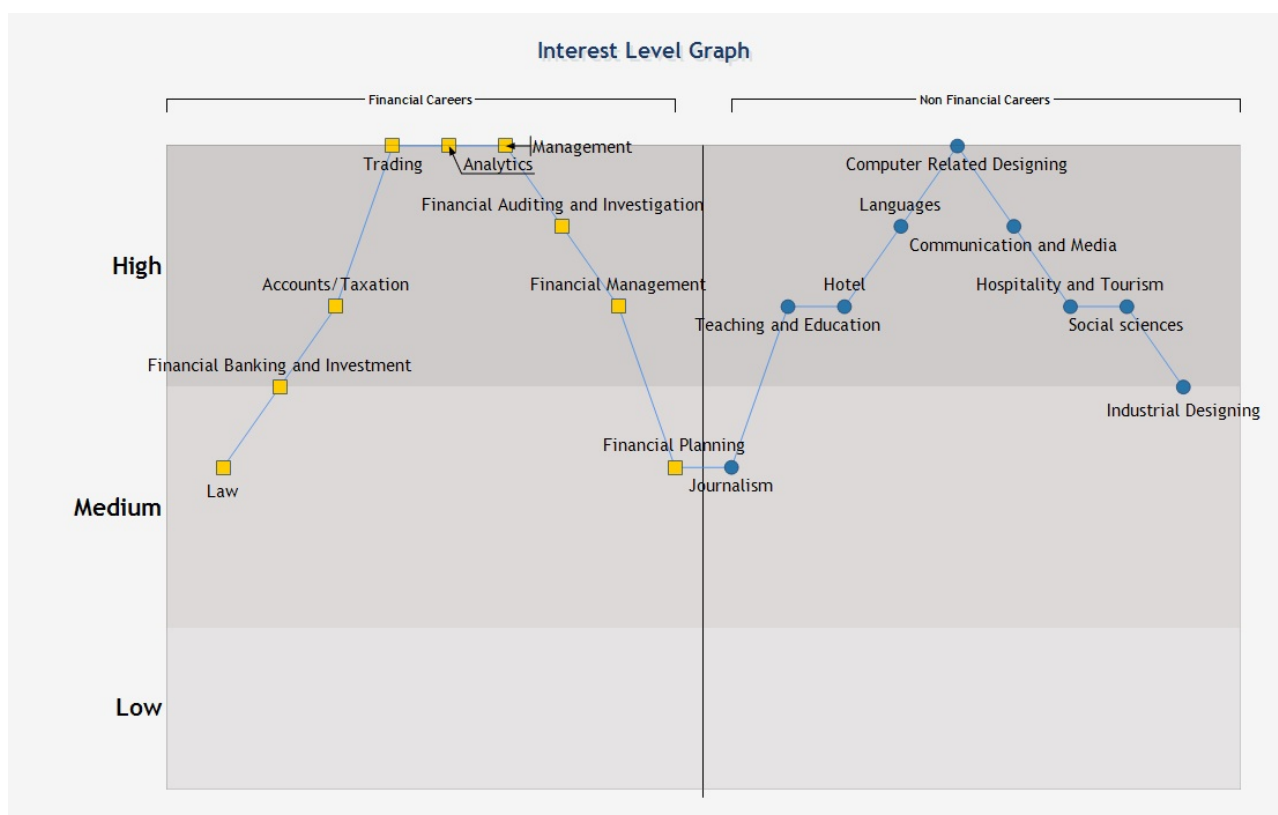 Interest Level Graph
Financial Careers
Non Financial Careers
Management
Trading
Analytics
Computer Related Designing
Financial Auditing and Investigation
Languages
Communication and Media
High
Accounts/Taxation
Financial Management
Hotel
Hospitality and Tourism
Teaching and Education
Social sciences
Financial Banking and Investment
Industrial Designing
Financial Planning
Journalism
Law
Medium
Low